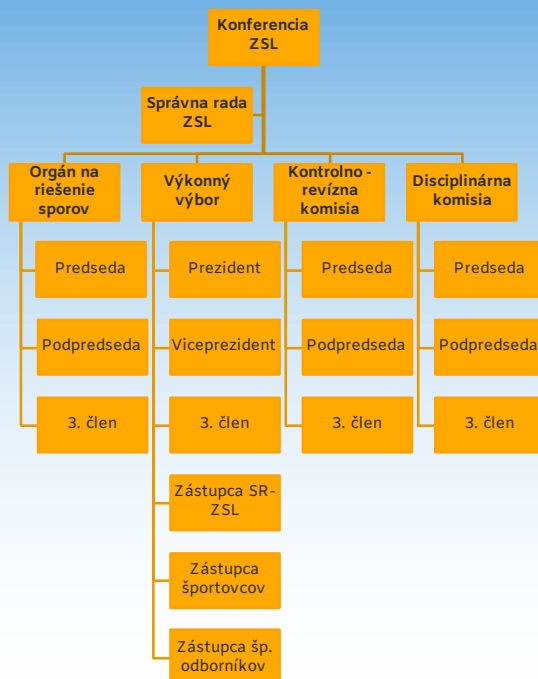 Konferencia
ZSL
Správna rada
ZSL
Orgán na
riešenie
sporov
Výkonný
výbor
Kontrolno -
revízna
komisia
Disciplinárna
komisia
Predseda
Prezident
Predseda
Predseda
Podpredseda
Viceprezident
Podpredseda
Podpredseda
3. člen
3. člen
3. člen
3. člen
Zástupca SR-
ZSL
Zástupca
športovcov
Zástupca šp.
odborníkov